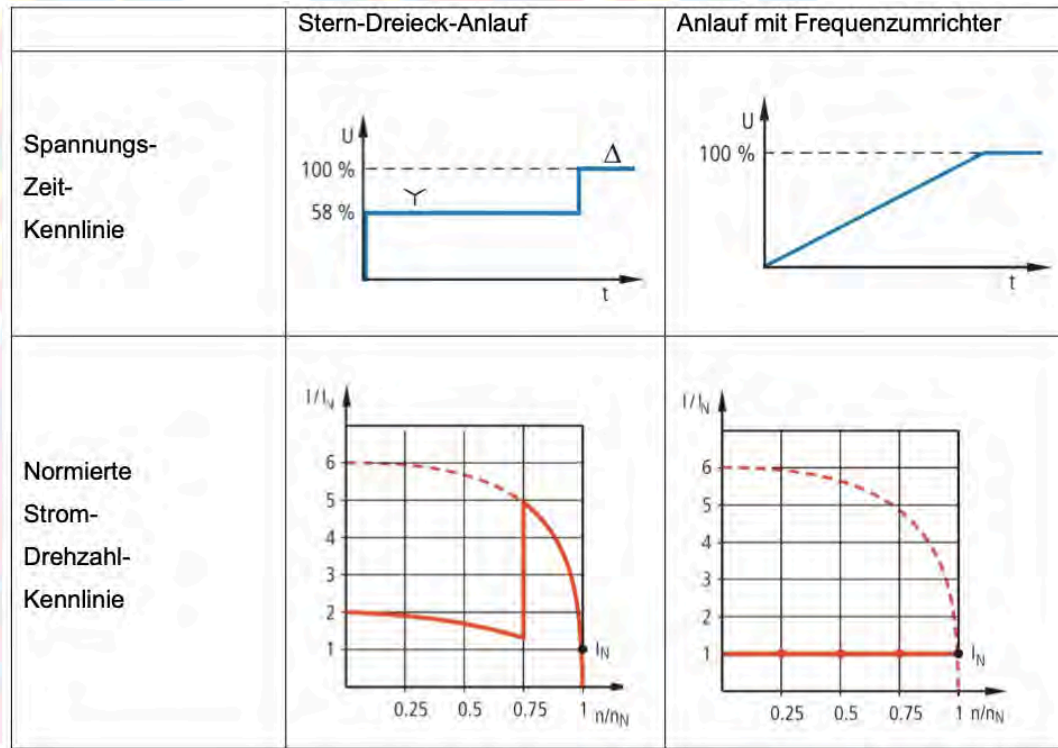 Stern-Dreieck-Anlauf
Anlauf mit Frequenzumrichter
Spannungs-
Zeit-
Kennlinie
U
100 %
Δ
58 %
t
U
100 %
t
Normierte
Strom-
Drehzahl-
Kennlinie
I/IN
6
5
4
3
2
1
IN
0.25 0.5 0.75 1 n/nN
I/IN
6
5
4
3
2
1
IN
0.25 0.5 0.75 1 n/nN